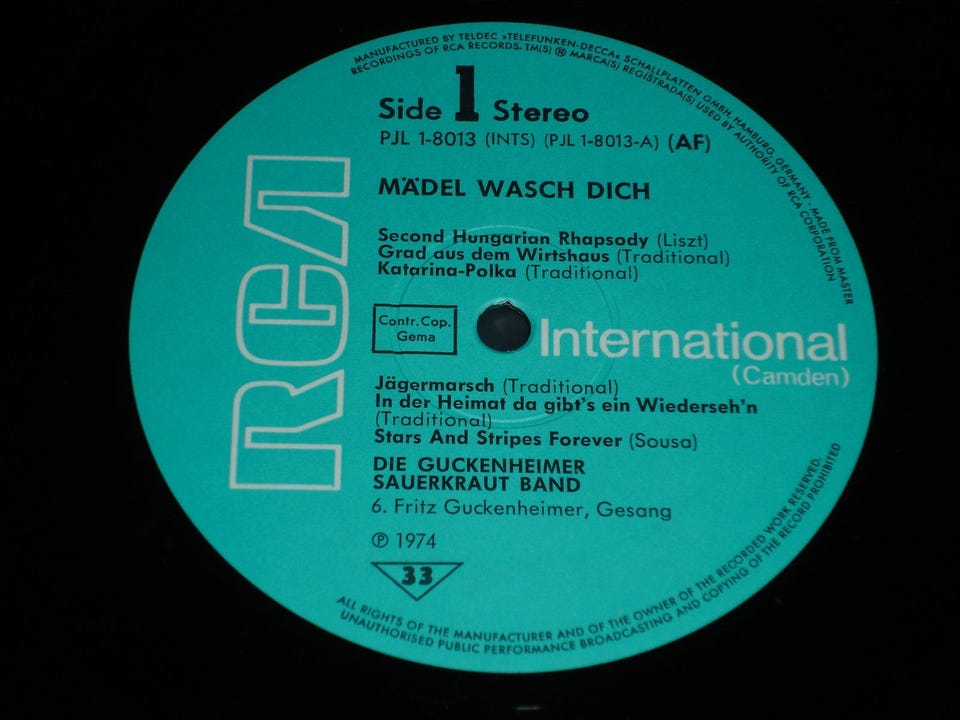 MANUFACTURED BY TELDEC »TELEFUNKEN-DECCA« SCHALLPLATTEN GMBH, HAMBURG, GERMANY - MADE FROM MASTER
RECORDINGS OF RCA RECORDS. TM(S) ® MARCA(S) REGISTRADA(S) USED BY AUTHORITY OF RCA CORPORATION
Side 1 Stereo
PJL 1-8013 (INTS) (PJL 1-8013-A) (AF)
RCA
MÄDEL WASCH DICH
Second Hungarian Rhapsody (Liszt)
Grad aus dem Wirtshaus (Traditional)
Katarina-Polka (Traditional)
Contr.Cop.
Gema
International
(Camden)
Jägermarsch (Traditional)
In der Heimat da gibt's ein Wiederseh'n
(Traditional)
Stars And Stripes Forever (Sousa)
DIE GUCKENHEIMER
SAUERKRAUT BAND
6. Fritz Guckenheimer, Gesang
℗ 1974
33
ALL RIGHTS OF THE MANUFACTURER AND OF THE OWNER OF THE RECORDED WORK RESERVED.
UNAUTHORISED PUBLIC PERFORMANCE BROADCASTING AND COPYING OF THE RECORD PROHIBITED